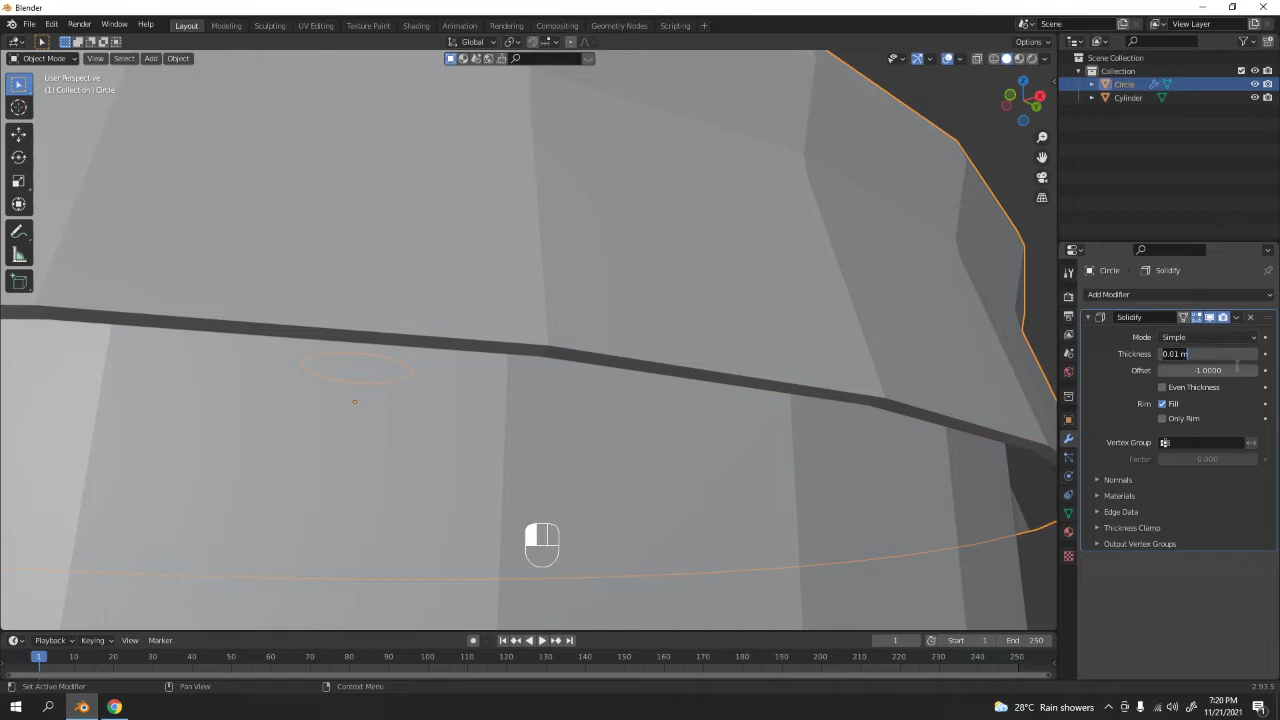 Blender
File Edit Render Window Help Layout Modeling Sculpting UV Editing Texture Paint Shading Animation Rendering Compositing Geometry Nodes Scripting + Scene View Layer
Global Options
Object Mode View Select Add Object
User Perspective
(1) Collection | Circle
Z
X
Y
Scene Collection
Collection
Circle
Cylinder
Circle > Solidify
Add Modifier
Solidify
Mode Simple
Thickness 0.01 m
Offset -1.0000
Even Thickness
Rim Fill
Only Rim
Vertex Group
Factor 0.000
Normals
Materials
Edge Data
Thickness Clamp
Output Vertex Groups
Playback Keying View Marker 1 Start 1 End 250
1 10 20 30 40 50 60 70 80 90 100 110 120 130 140 150 160 170 180 190 200 210 220 230 240 250
Set Active Modifier Pan View Context Menu 2.93.5
28°C Rain showers 7:20 PM
11/21/2021